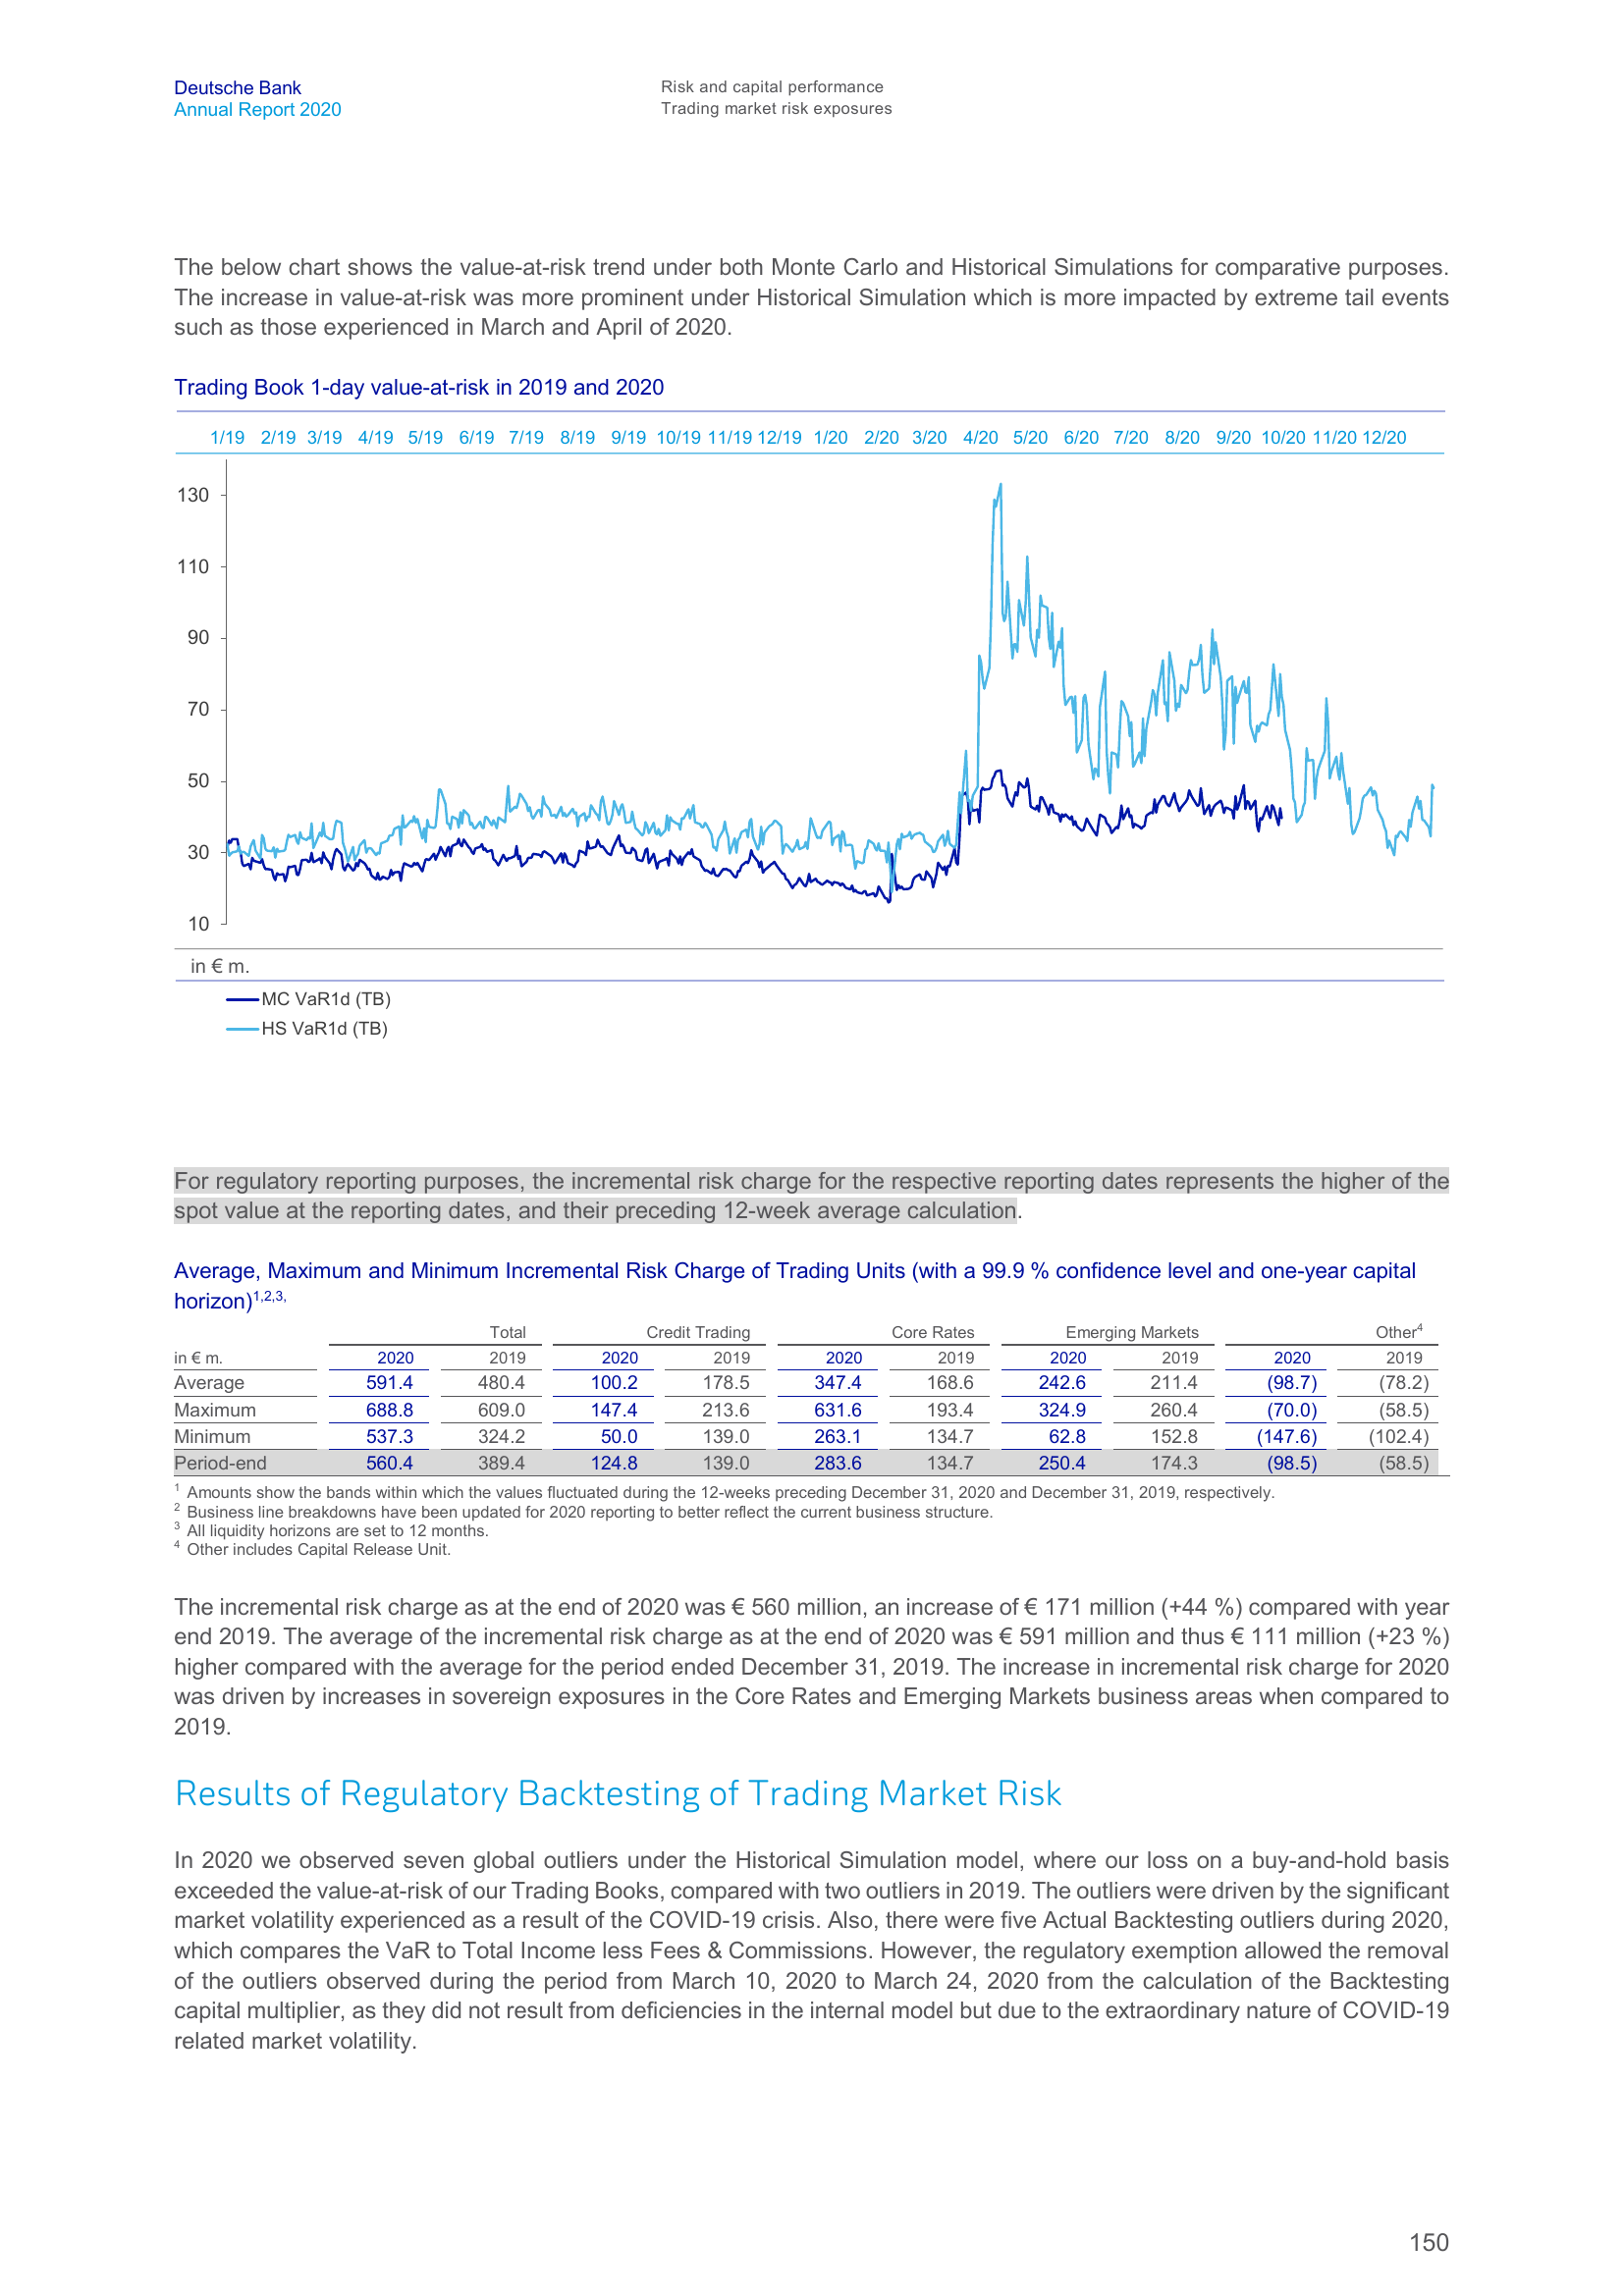 Deutsche Bank
Annual Report 2020
Risk and capital performance
Trading market risk exposures
The below chart shows the value-at-risk trend under both Monte Carlo and Historical Simulations for comparative purposes.
The increase in value-at-risk was more prominent under Historical Simulation which is more impacted by extreme tail events
such as those experienced in March and April of 2020.
Trading Book 1-day value-at-risk in 2019 and 2020
1/19 2/19 3/19 4/19 5/19 6/19 7/19 8/19 9/19 10/19 11/19 12/19 1/20 2/20 3/20 4/20 5/20 6/20 7/20 8/20 9/20 10/20 11/20 12/20
130
110
90
70
50
30
10
in € m.
MC VaR1d (TB)
HS VaR1d (TB)
For regulatory reporting purposes, the incremental risk charge for the respective reporting dates represents the higher of the
spot value at the reporting dates, and their preceding 12-week average calculation.
Average, Maximum and Minimum Incremental Risk Charge of Trading Units (with a 99.9 % confidence level and one-year capital
horizon)1,2,3,
Total Credit Trading Core Rates Emerging Markets Other4
in € m. 2020 2019 2020 2019 2020 2019 2020 2019 2020 2019
Average 591.4 480.4 100.2 178.5 347.4 168.6 242.6 211.4 (98.7) (78.2)
Maximum 688.8 609.0 147.4 213.6 631.6 193.4 324.9 260.4 (70.0) (58.5)
Minimum 537.3 324.2 50.0 139.0 263.1 134.7 62.8 152.8 (147.6) (102.4)
Period-end 560.4 389.4 124.8 139.0 283.6 134.7 250.4 174.3 (98.5) (58.5)
1 Amounts show the bands within which the values fluctuated during the 12-weeks preceding December 31, 2020 and December 31, 2019, respectively.
2 Business line breakdowns have been updated for 2020 reporting to better reflect the current business structure.
3 All liquidity horizons are set to 12 months.
4 Other includes Capital Release Unit.
The incremental risk charge as at the end of 2020 was € 560 million, an increase of € 171 million (+44 %) compared with year
end 2019. The average of the incremental risk charge as at the end of 2020 was € 591 million and thus € 111 million (+23 %)
higher compared with the average for the period ended December 31, 2019. The increase in incremental risk charge for 2020
was driven by increases in sovereign exposures in the Core Rates and Emerging Markets business areas when compared to
2019.
Results of Regulatory Backtesting of Trading Market Risk
In 2020 we observed seven global outliers under the Historical Simulation model, where our loss on a buy-and-hold basis
exceeded the value-at-risk of our Trading Books, compared with two outliers in 2019. The outliers were driven by the significant
market volatility experienced as a result of the COVID-19 crisis. Also, there were five Actual Backtesting outliers during 2020,
which compares the VaR to Total Income less Fees & Commissions. However, the regulatory exemption allowed the removal
of the outliers observed during the period from March 10, 2020 to March 24, 2020 from the calculation of the Backtesting
capital multiplier, as they did not result from deficiencies in the internal model but due to the extraordinary nature of COVID-19
related market volatility.
150